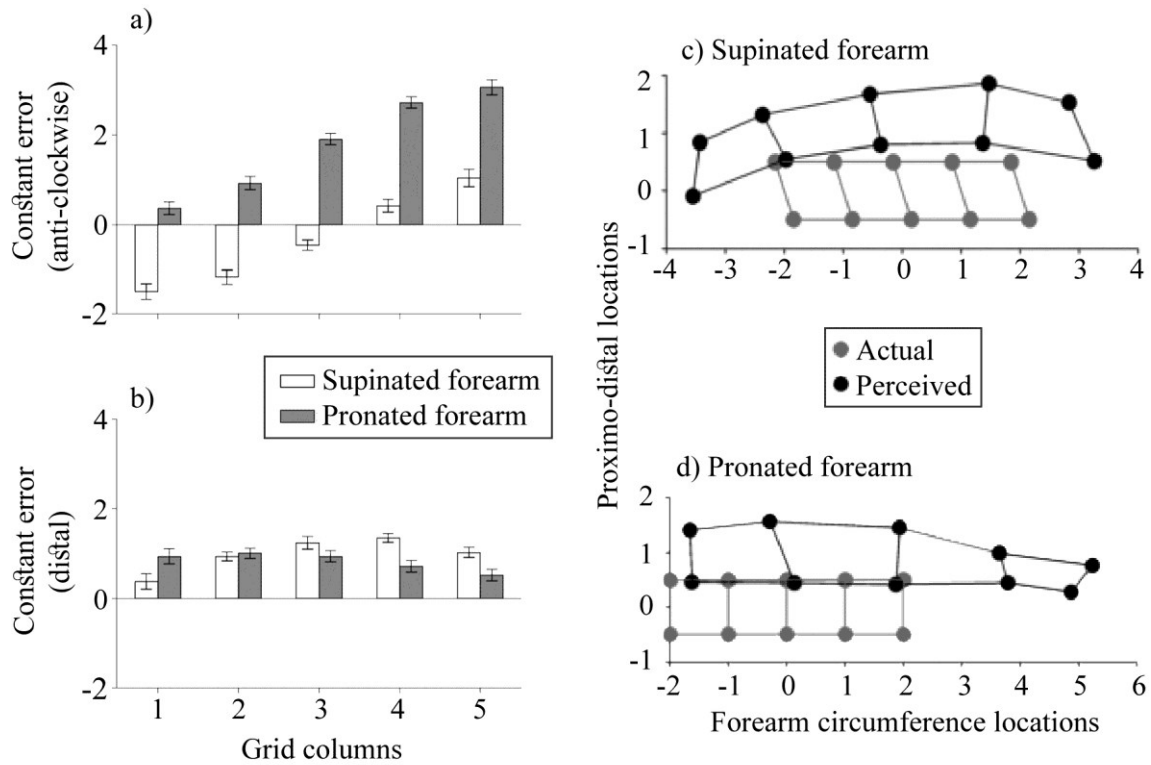 a)
4
2
0
-2
Constant error
(anti-clockwise)
Supinated forearm
Pronated forearm
b)
4
2
0
-2
Constant error
(distal)
1 2 3 4 5
Grid columns
c) Supinated forearm
2
1
0
-1
-4 -3 -2 -1 0 1 2 3 4
Proximo-distal locations
Actual
Perceived
d) Pronated forearm
2
1
0
-1
-2 -1 0 1 2 3 4 5 6
Forearm circumference locations